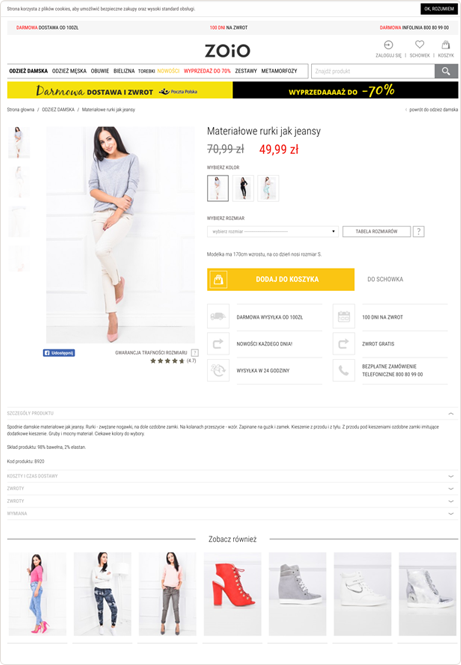 Strona korzysta z plików cookies, aby umożliwić bezpieczne zakupy oraz wysoki standard obsługi.
OK, ROZUMIEM
DARMOWA DOSTAWA OD 100ZŁ
100 DNI NA ZWROT
DARMOWA INFOLINIA 800 80 99 00
ZOiO
ZALOGUJ SIĘ
SCHOWEK
KOSZYK
ODZIEŻ DAMSKA ODZIEŻ MĘSKA OBUWIE BIELIZNA TOREBKI NOWOŚCI WYPRZEDAŻ DO 70% ZESTAWY METAMORFOZY
Znajdź produkt
Darmowa DOSTAWA I ZWROT Poczta Polska
WYPRZEDAAAAŻ DO -70%
Strona główna / ODZIEŻ DAMSKA / Materiałowe rurki jak jeansy
powrót do odzież damska
Materiałowe rurki jak jeansy
70,99 zł 49,99 zł
WYBIERZ KOLOR
WYBIERZ ROZMIAR
wybierz rozmiar
TABELA ROZMIARÓW
?
Modelka ma 170cm wzrostu, na co dzień nosi rozmiar S.
DODAJ DO KOSZYKA
DO SCHOWKA
DARMOWA WYSYŁKA OD 100ZŁ
100 DNI NA ZWROT
NOWOŚCI KAŻDEGO DNIA!
ZWROT GRATIS
WYSYŁKA W 24 GODZINY
BEZPŁATNE ZAMÓWIENIE
TELEFONICZNE 800 80 99 00
Udostępnij
GWARANCJA TRAFNOŚCI ROZMIARU
?
(4.7)
SZCZEGÓŁY PRODUKTU
Spodnie damskie materiałowe jak jeansy. Rurki - zwężane nogawki, na dole ozdobne zamki. Na kolanach przeszycie - wzór. Zapinane na guzik i zamek. Kieszenie z przodu i z tyłu. Z przodu pod kieszeniami ozdobne zamki imitujące
dodatkowe kieszenie. Gruby i mocny materiał. Ciekawe kolory do wyboru.
Skład produktu: 98% bawełna, 2% elastan.
Kod produktu: B920
KOSZTY I CZAS DOSTAWY
ZWROTY
ZWROTY
WYMIANA
Zobacz również